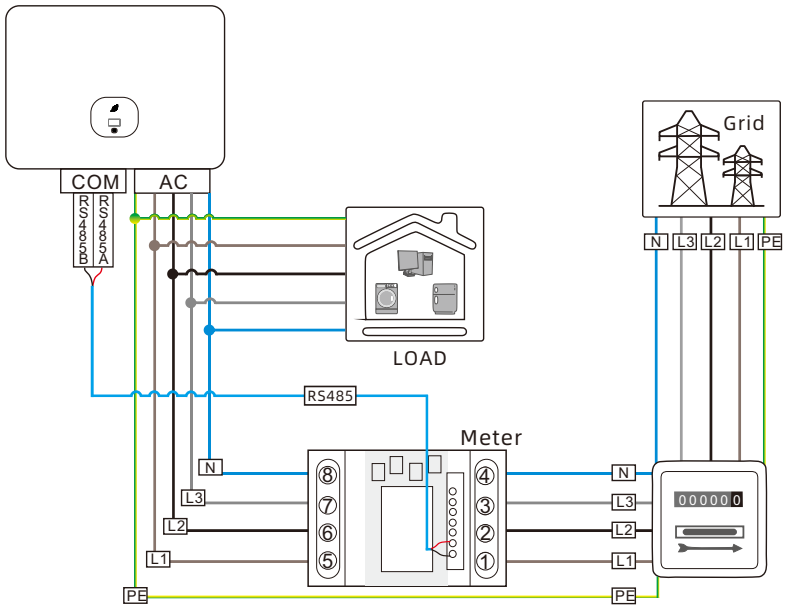 Grid
COM AC
RS485B RS485A
N L3 L2 L1 PE
LOAD
RS485
Meter
N 8 4 N
L3 7 3 L3
L2 6 2 L2
L1 5 1 L1
000000
PE PE